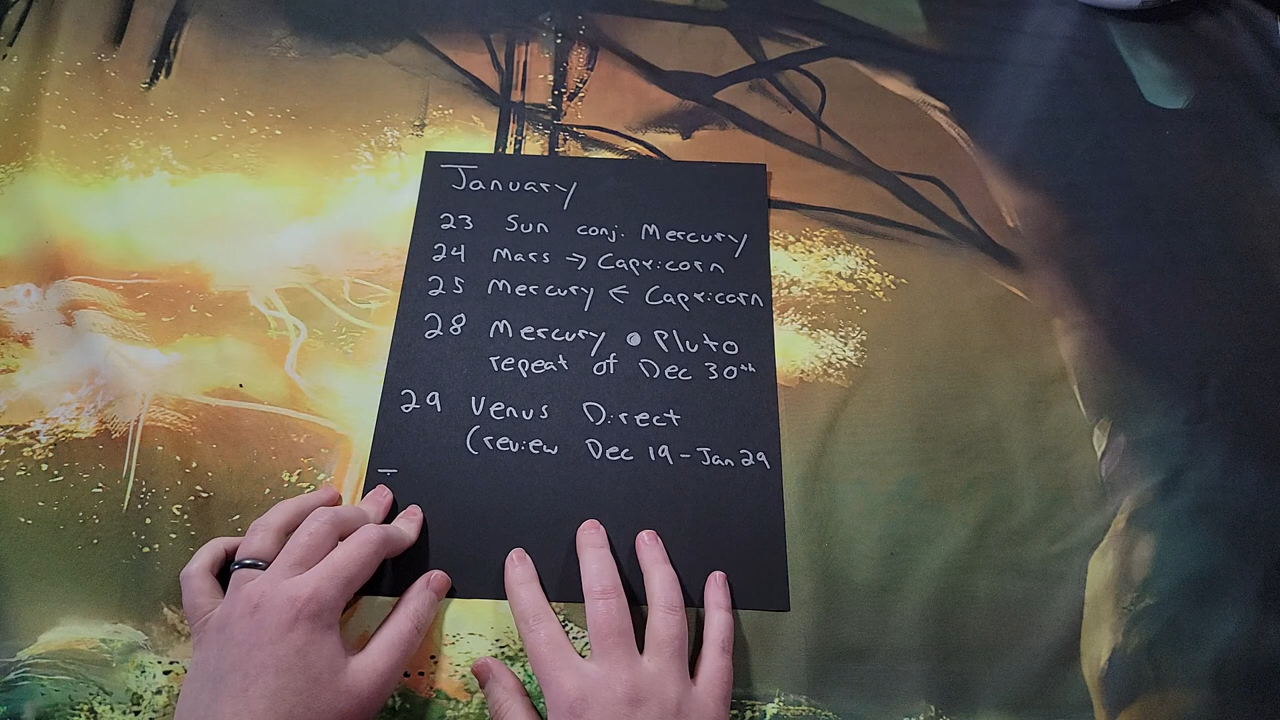 January
23 Sun conj. Mercury
24 Mars → Capricorn
25 Mercury ← Capricorn
28 Mercury • Pluto
repeat of Dec 30th
29 Venus Direct
(review Dec 19 - Jan 29